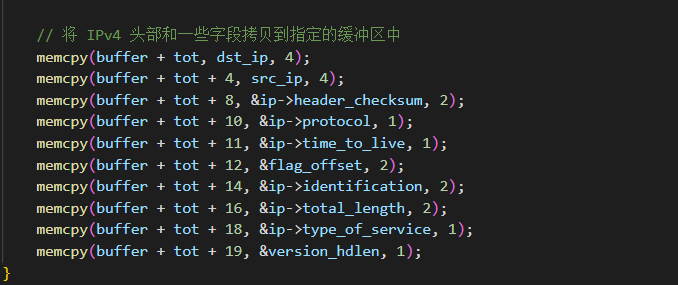 // 将 IPv4 头部和一些字段拷贝到指定的缓冲区中
memcpy(buffer + tot, dst_ip, 4);
memcpy(buffer + tot + 4, src_ip, 4);
memcpy(buffer + tot + 8, &ip->header_checksum, 2);
memcpy(buffer + tot + 10, &ip->protocol, 1);
memcpy(buffer + tot + 11, &ip->time_to_live, 1);
memcpy(buffer + tot + 12, &flag_offset, 2);
memcpy(buffer + tot + 14, &ip->identification, 2);
memcpy(buffer + tot + 16, &ip->total_length, 2);
memcpy(buffer + tot + 18, &ip->type_of_service, 1);
memcpy(buffer + tot + 19, &version_hdlen, 1);
}